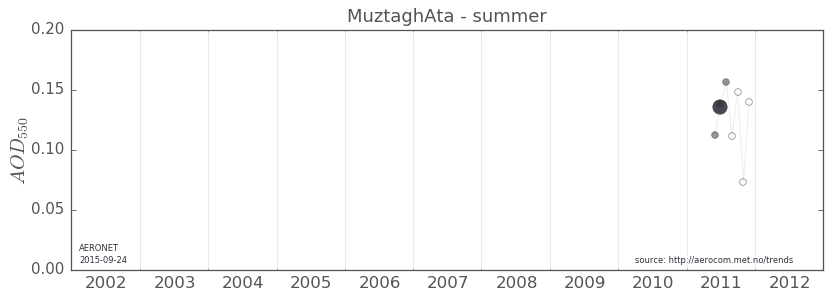 MuztaghAta - summer
0.20
0.15
0.10
0.05
0.00
AOD550
AERONET
2015-09-24
source: http://aerocom.met.no/trends
2002 2003 2004 2005 2006 2007 2008 2009 2010 2011 2012